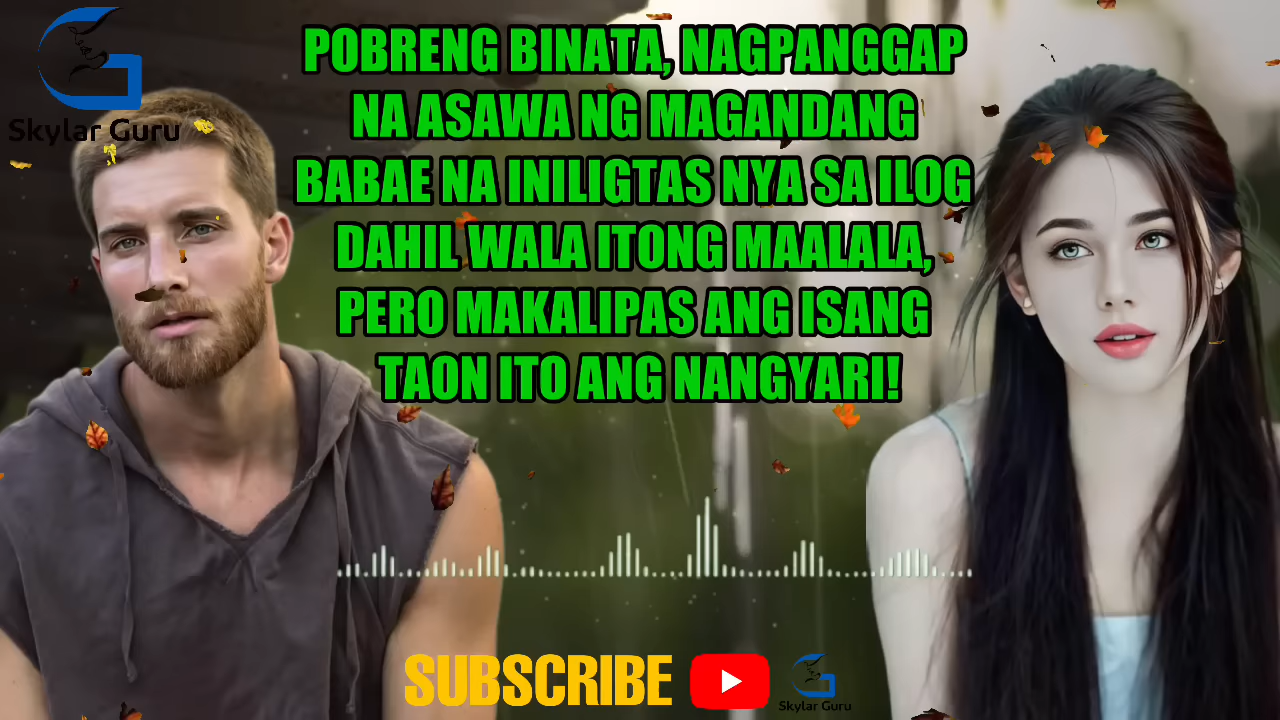 Skylar Guru
POBRENG BINATA, NAGPANGGAP
NA ASAWA NG MAGANDANG
BABAE NA INILIGTAS NYA SA ILOG
DAHIL WALA ITONG MAALALA,
PERO MAKALIPAS ANG ISANG
TAON ITO ANG NANGYARI!
SUBSCRIBE
Skylar Guru